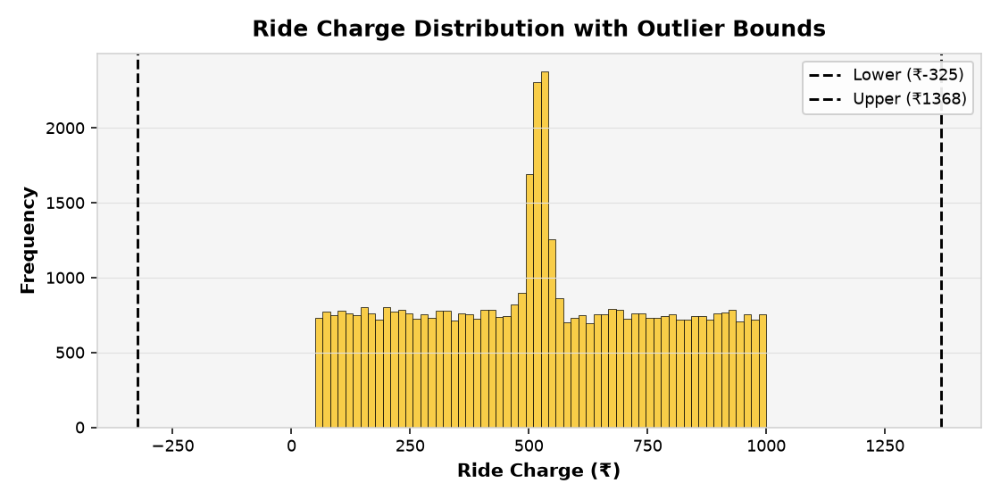 Ride Charge Distribution with Outlier Bounds
Lower (₹-325)
Upper (₹1368)
Frequency
2000
1500
1000
500
0
−250
0
250
500
750
1000
1250
Ride Charge (₹)